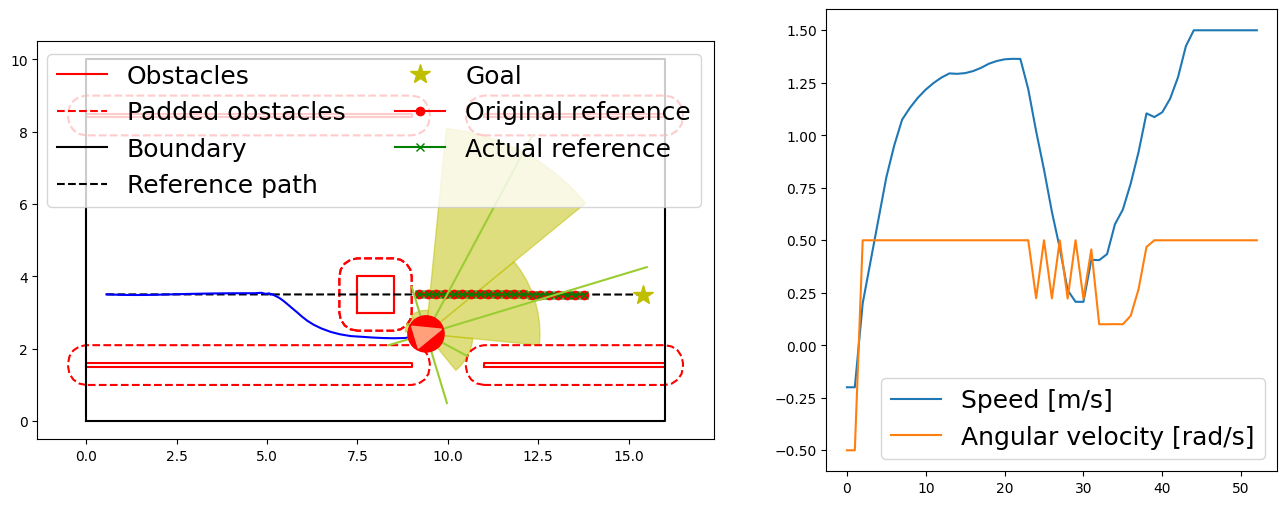 Obstacles
Padded obstacles
Boundary
Reference path
Goal
Original reference
Actual reference
10
8
6
4
2
0
0.0 2.5 5.0 7.5 10.0 12.5 15.0
1.50
1.25
1.00
0.75
0.50
0.25
0.00
−0.25
−0.50
Speed [m/s]
Angular velocity [rad/s]
0 10 20 30 40 50